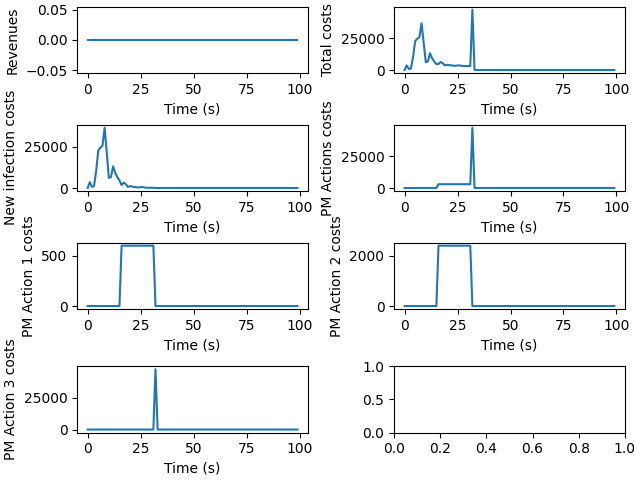 Revenues
0.05
0.00
−0.05
0 25 50 75 100
Time (s)
Total costs
25000
0
0 25 50 75 100
Time (s)
New infection costs
25000
0
0 25 50 75 100
Time (s)
PM Actions costs
25000
0
0 25 50 75 100
Time (s)
PM Action 1 costs
500
0
0 25 50 75 100
Time (s)
PM Action 2 costs
2000
0
0 25 50 75 100
Time (s)
PM Action 3 costs
25000
0
0 25 50 75 100
Time (s)
1.0
0.5
0.0
0.0 0.2 0.4 0.6 0.8 1.0